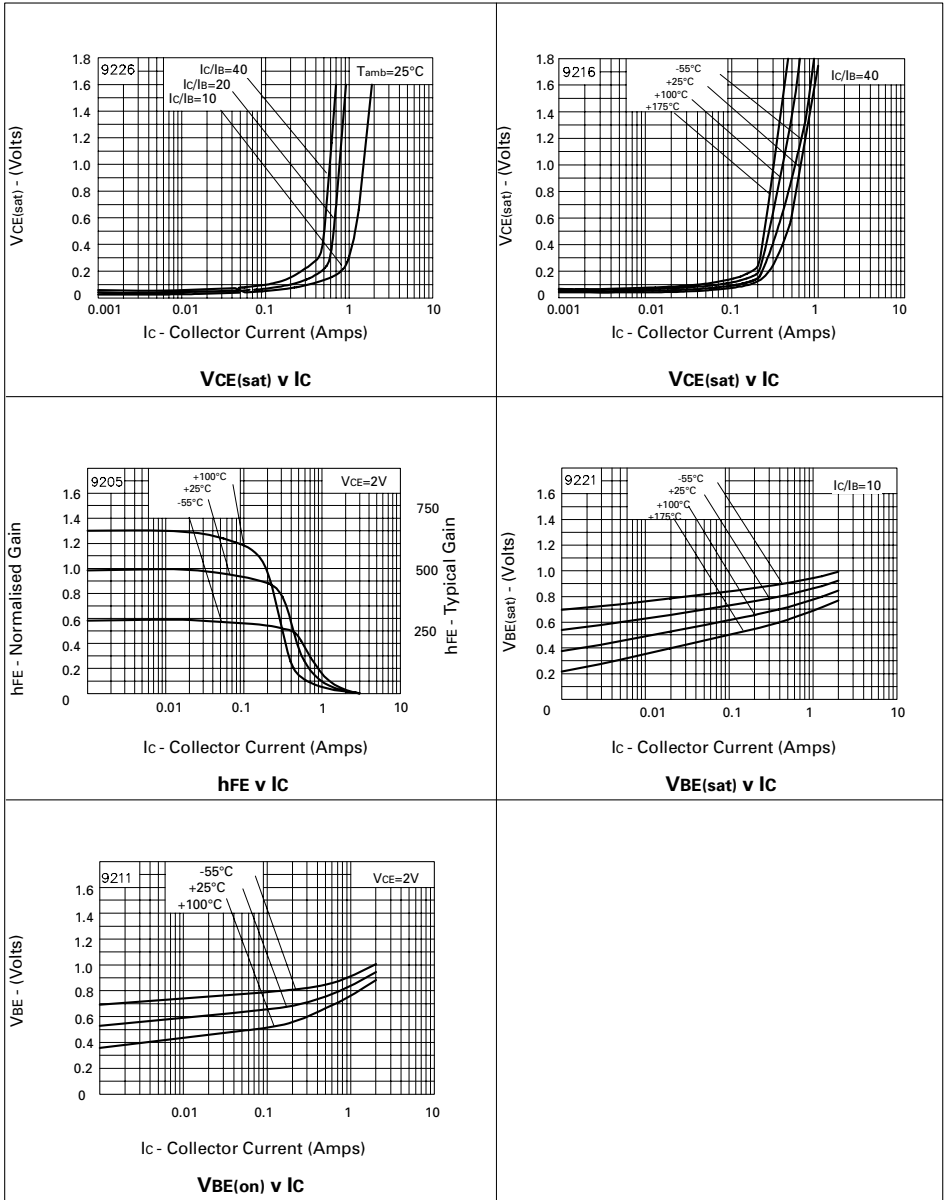 1.8
9226
IC/IB=40
Tamb=25°C
1.6
IC/IB=20
1.4
IC/IB=10
1.2
1.0
0.8
0.6
0.4
0.2
0
VCE(sat) - (Volts)
0.001 0.01 0.1 1 10
IC - Collector Current (Amps)
VCE(sat) v IC
1.8
9216
-55°C
IC/IB=40
1.6
+25°C
+100°C
1.4
+175°C
1.2
1.0
0.8
0.6
0.4
0.2
0
VCE(sat) - (Volts)
0.001 0.01 0.1 1 10
IC - Collector Current (Amps)
VCE(sat) v IC
9205
+100°C
VCE=2V
1.6
+25°C
-55°C
1.4
1.2
1.0
0.8
0.6
0.4
0.2
0
hFE - Normalised Gain
750
500
250
hFE - Typical Gain
0.01 0.1 1 10
IC - Collector Current (Amps)
hFE v IC
9221
-55°C
IC/IB=10
1.6
+25°C
+100°C
1.4
+175°C
1.2
1.0
0.8
0.6
0.4
0.2
0
VBE(sat) - (Volts)
0.01 0.1 1 10
IC - Collector Current (Amps)
VBE(sat) v IC
9211
-55°C
VCE=2V
1.6
+25°C
1.4
+100°C
1.2
1.0
0.8
0.6
0.4
0.2
0
VBE - (Volts)
0.01 0.1 1 10
IC - Collector Current (Amps)
VBE(on) v IC